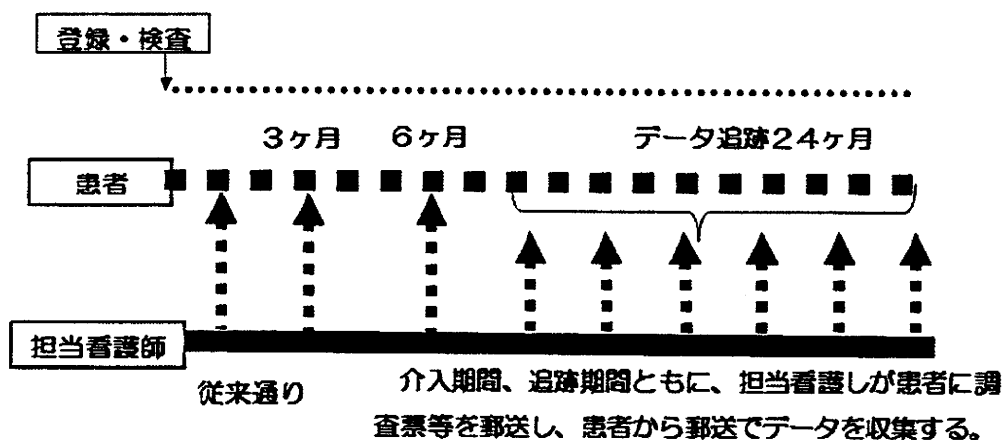 登録・検査
3ヶ月 6ヶ月 データ追跡24ヶ月
患者
担当看護師
従来通り
介入期間、追跡期間ともに、担当看護しが患者に調
査票等を郵送し、患者から郵送でデータを収集する。